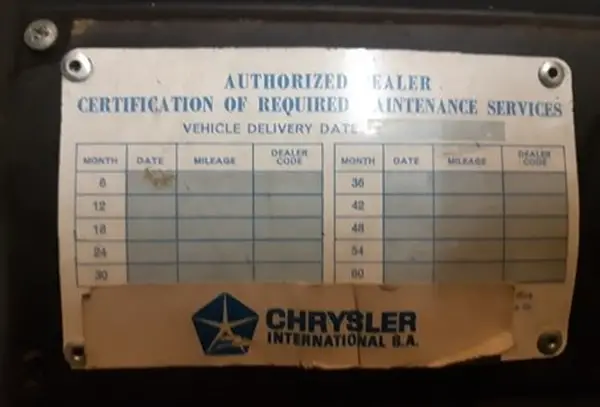 AUTHORIZED EALER
CERTIFICATION OF REQUIRED AINTENANCE SERVICES
VEHICLE DELIVERY DATE
MONTH DATE MILEAGE DEALER CODE MONTH DATE MILEAGE DEALER CODE
6 36
12 42
18 48
24 54
30 60
CHRYSLER
INTERNATIONAL S.A.